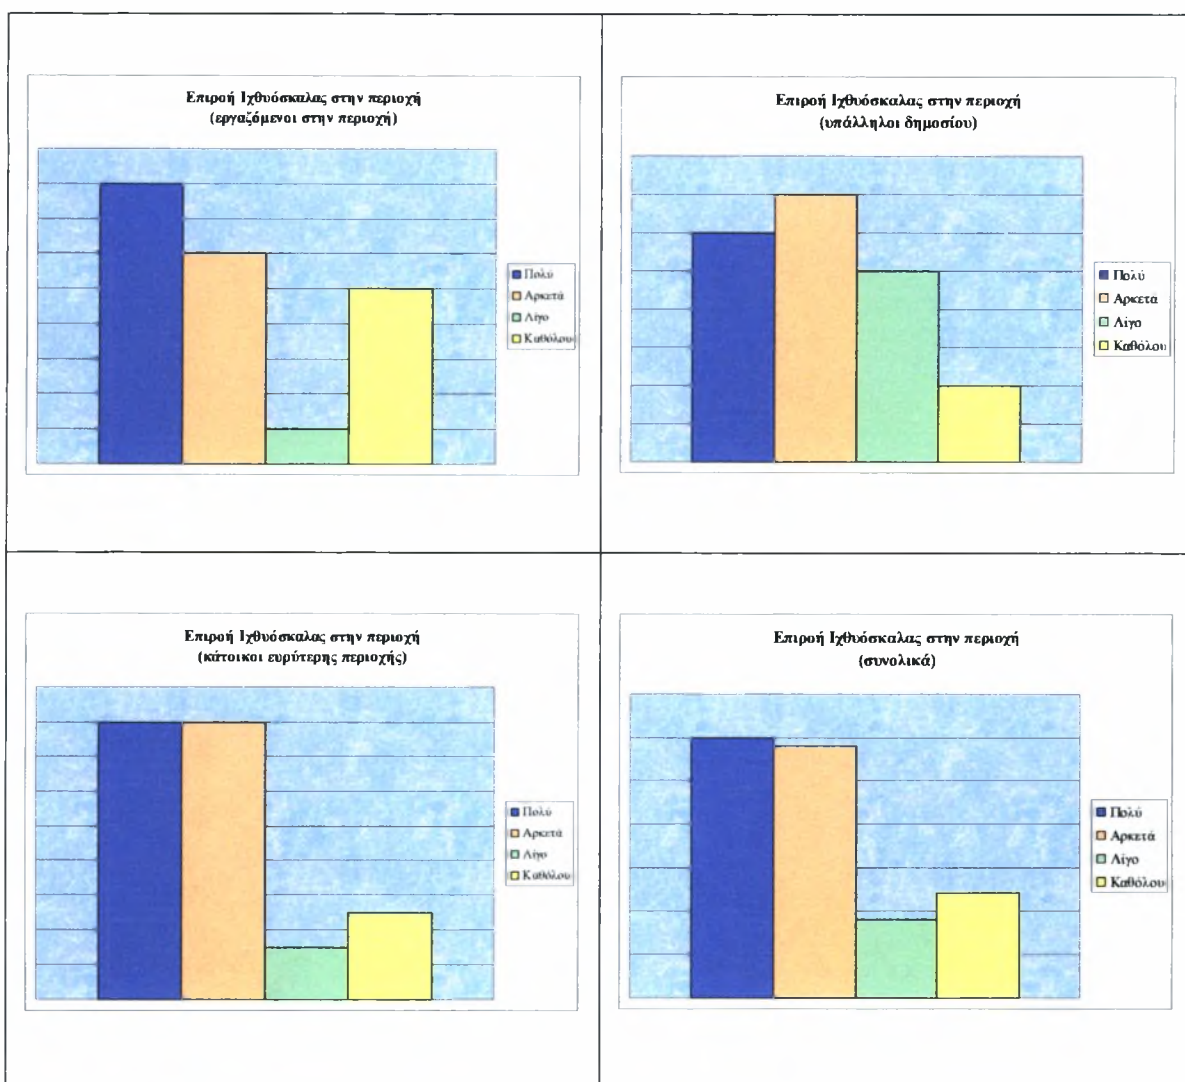 Επιροή Ιχθυόσκαλας στην περιοχή
(εργαζόμενοι στην περιοχή)
Πολύ
Αρκετά
Λίγο
Καθόλου
Επιροή Ιχθυόσκαλας στην περιοχή
(υπάλληλοι δημοσίου)
Πολύ
Αρκετά
Λίγο
Καθόλου
Επιροή Ιχθυόσκαλας στην περιοχή
(κάτοικοι ευρύτερης περιοχής)
Πολύ
Αρκετά
Λίγο
Καθόλου
Επιροή Ιχθυόσκαλας στην περιοχή
(συνολικά)
Πολύ
Αρκετά
Λίγο
Καθόλου